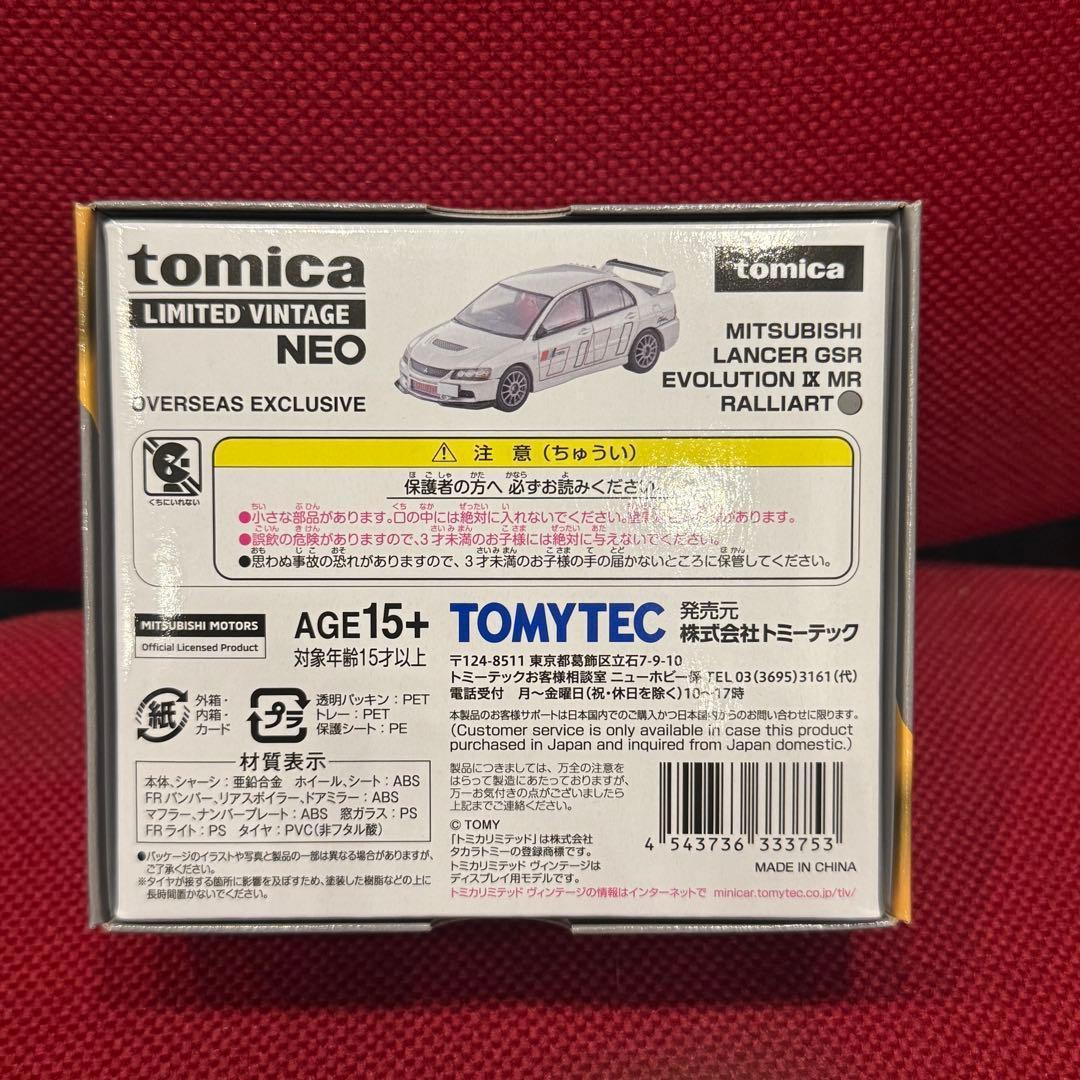 tomica
LIMITED VINTAGE
NEO
OVERSEAS EXCLUSIVE
tomica
MITSUBISHI
LANCER GSR
EVOLUTION Ⅸ MR
RALLIART
くちにいれない
⚠ 注 意 (ちゅうい)
保護者の方へ 必ずお読みください。
●小さな部品があります。口の中には絶対に入れないでください。があります。
●誤飲の危険がありますので、3才未満のお子様には絶対に与えないでください。
●思わぬ事故の恐れがありますので、3才未満のお子様の手の届かないところに保管してください。
MITSUBISHI MOTORS
Official Licensed Product
AGE15+
対象年齢15才以上
TOMYTEC 発売元
株式会社トミーテック
〒124-8511 東京都葛飾区立石7-9-10
トミーテックお客様相談室 ニューホビー係 TEL 03(3695)3161(代)
電話受付 月〜金曜日(祝・休日を除く)10〜17時
本製品のお客様サポートは日本国内でのご購入かつ日本国内からのお問い合わせに限ります。
(Customer service is only available in case this product
purchased in Japan and inquired from Japan domestic.)
紙
外箱・
内箱・
カード
プラ
透明パッキン:PET
トレー:PET
保護シート:PE
材質表示
本体、シャーシ:亜鉛合金 ホイール、シート:ABS
FRバンパー、リアスポイラー、ドアミラー:ABS
マフラー、ナンバープレート:ABS 窓ガラス:PS
FRライト:PS タイヤ:PVC(非フタル酸)
●パッケージのイラストや写真と製品の一部は異なる場合がありますが、
ご了承ください。
※タイヤが接する箇所に影響を及ぼすため、塗装した樹脂などの上に
長時間置かないでください。
製品につきましては、万全の注意を
はらって製造にあたっておりますが、
万一お気付きの点がございましたら
上記までご連絡ください。
© TOMY
「トミカリミテッド」は株式会社
タカラトミーの登録商標です。
トミカリミテッド ヴィンテージは
ディスプレイ用モデルです。
トミカリミテッド ヴィンテージの情報はインターネットで minicar.tomytec.co.jp/tlv/
4 543736 333753
MADE IN CHINA